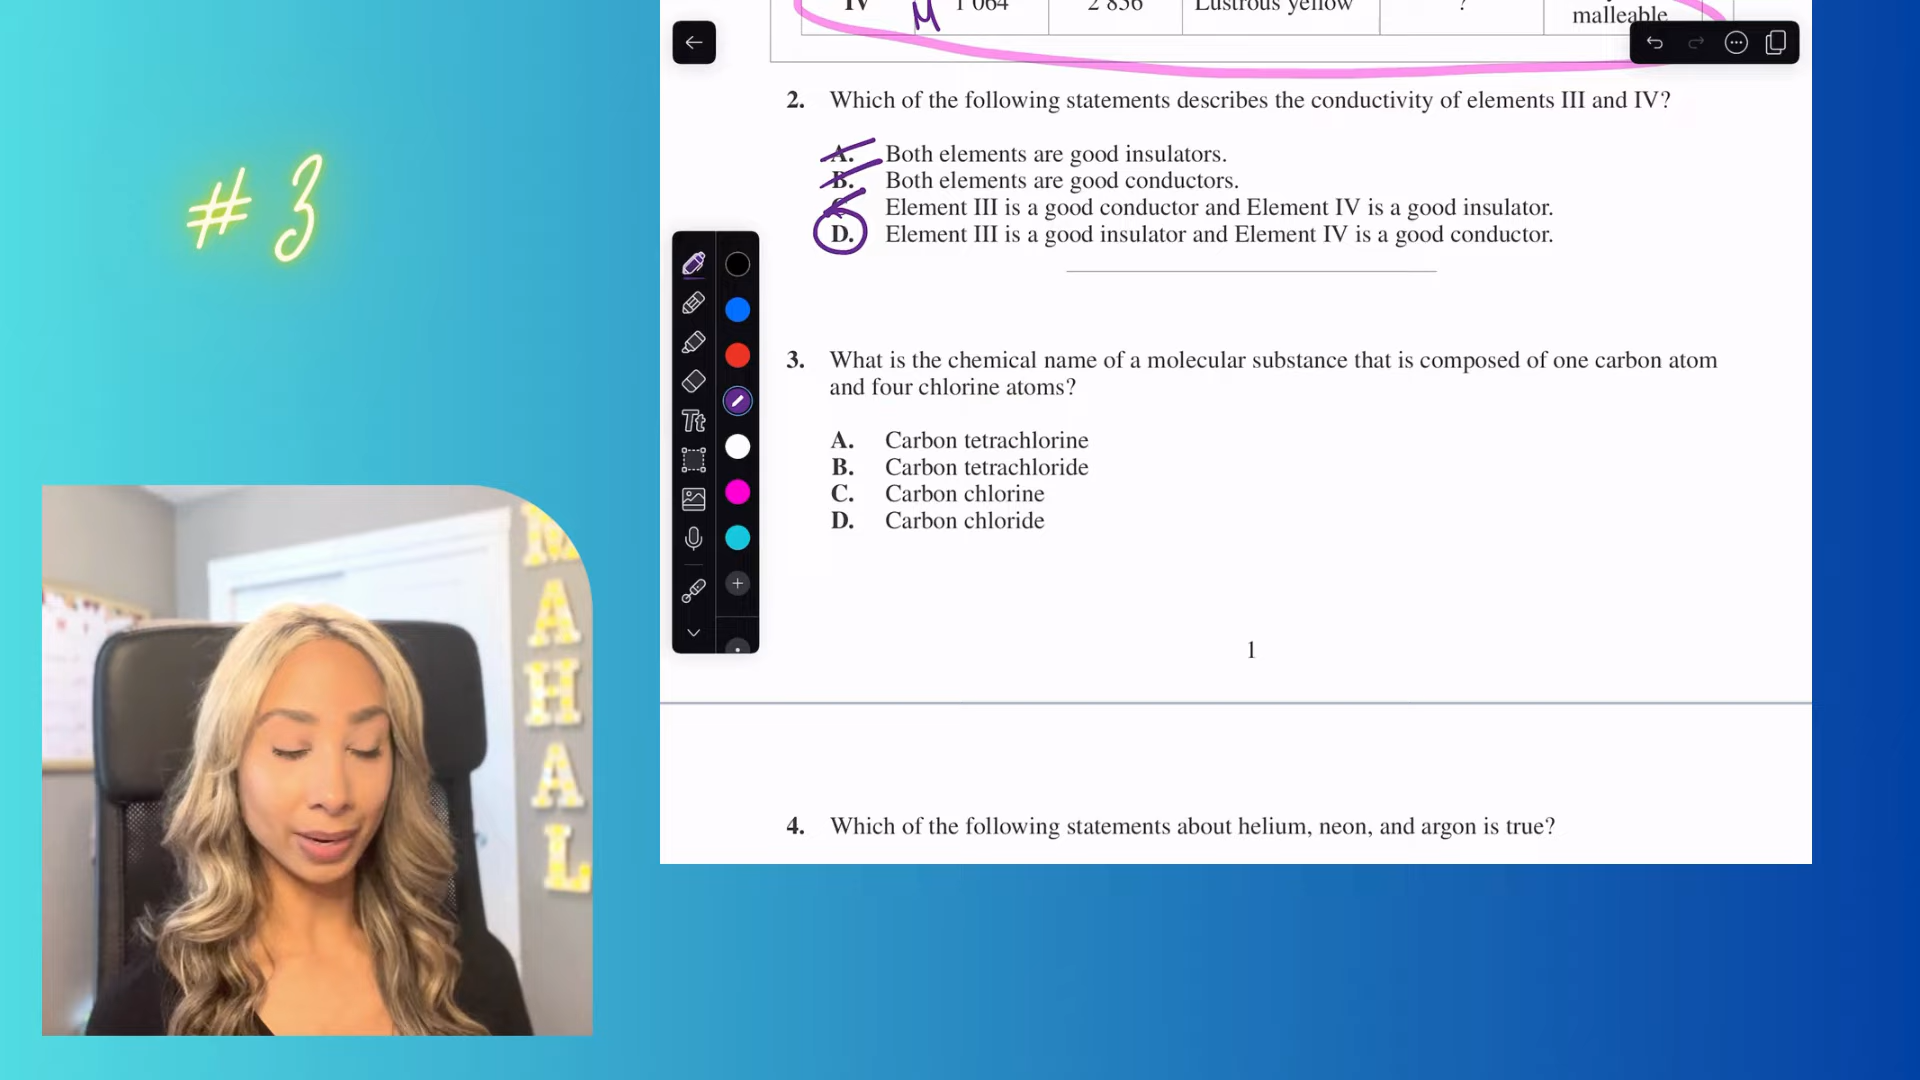 # 3
IV M 1 064 2 856 Lustrous yellow ? malleable
2. Which of the following statements describes the conductivity of elements III and IV?
A. Both elements are good insulators.
B. Both elements are good conductors.
Element III is a good conductor and Element IV is a good insulator.
D. Element III is a good insulator and Element IV is a good conductor.
3. What is the chemical name of a molecular substance that is composed of one carbon atom
and four chlorine atoms?
A. Carbon tetrachlorine
B. Carbon tetrachloride
C. Carbon chlorine
D. Carbon chloride
1
4. Which of the following statements about helium, neon, and argon is true?
Tt
M
A
H
A
L